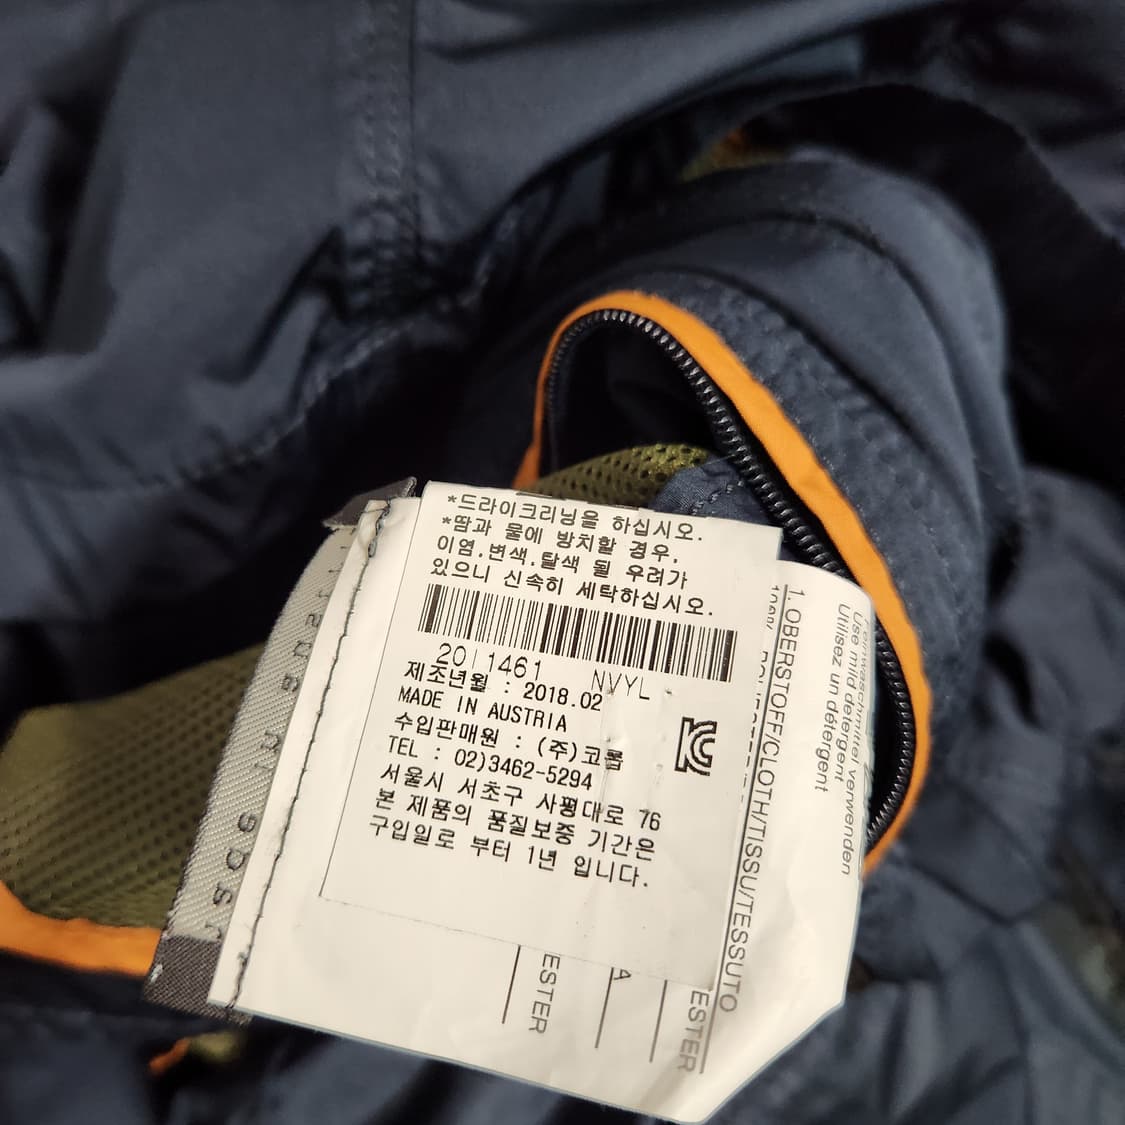 *드라이크리닝을 하십시오.
*땀과 물에 방치할 경우,
이염.변색.탈색 될 우려가
있으니 신속히 세탁하십시오.
201461 NVYL
제조년월 : 2018.02
MADE IN AUSTRIA
수입판매원 : (주)코롬
TEL : 02)3462-5294
서울시 서초구 사평대로 76
본 제품의 품질보증 기간은
구입일로 부터 1년 입니다.
1.OBERSTOFF/CLOTH/TISSU/TESSUTO
Feinwaschmittel verwenden
Use mild detergent
Utilisez un détergent
ESTER
A
ESTER